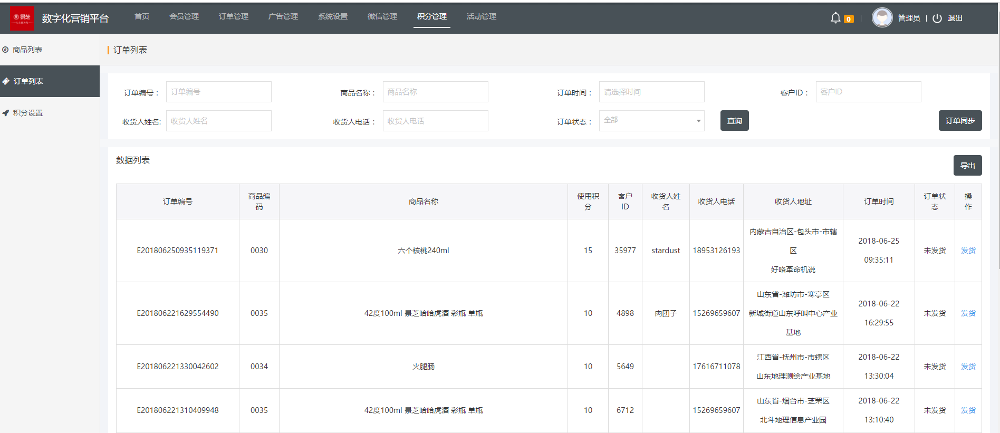 景芝
数字化营销平台
首页 会员管理 订单管理 广告管理 系统设置 微信管理 积分管理 活动管理
0 | 管理员 | 退出
商品列表
订单列表
积分设置
订单列表
订单编号： 订单编号 商品名称： 商品名称 订单时间： 请选择时间 客户ID： 客户ID
收货人姓名: 收货人姓名 收货人电话： 收货人电话 订单状态： 全部 查询 订单同步
数据列表
导出
订单编号 商品编码 商品名称 使用积分 客户ID 收货人姓名 收货人电话 收货人地址 订单时间 订单状态 操作
E201806250935119371 0030 六个核桃240ml 15 35977 stardust 18953126193 内蒙古自治区-包头市-市辖区 好咯革命机说 2018-06-25 09:35:11 未发货 发货
E201806221629554490 0035 42度100ml 景芝哈哈虎酒 彩瓶 单瓶 10 4898 肉团子 15269659607 山东省-潍坊市-寒亭区 新城街道山东呼叫中心产业基地 2018-06-22 16:29:55 未发货 发货
E201806221330042602 0034 火腿肠 10 5649 17616711078 江西省-抚州市-市辖区 山东地理测绘产业基地 2018-06-22 13:30:04 未发货 发货
E201806221310409948 0035 42度100ml 景芝哈哈虎酒 彩瓶 单瓶 10 6712 15269659607 山东省-烟台市-芝罘区 北斗地理信息产业园 2018-06-22 13:10:40 未发货 发货